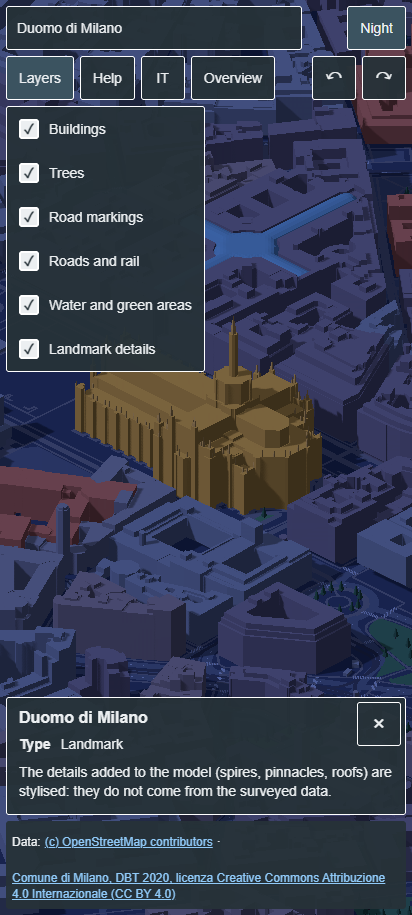 Duomo di Milano
Night
Layers
Help
IT
Overview
Buildings
Trees
Road markings
Roads and rail
Water and green areas
Landmark details
Duomo di Milano
Type Landmark
The details added to the model (spires, pinnacles, roofs) are
stylised: they do not come from the surveyed data.
Data: (c) OpenStreetMap contributors ·
Comune di Milano, DBT 2020, licenza Creative Commons Attribuzione
4.0 Internazionale (CC BY 4.0)